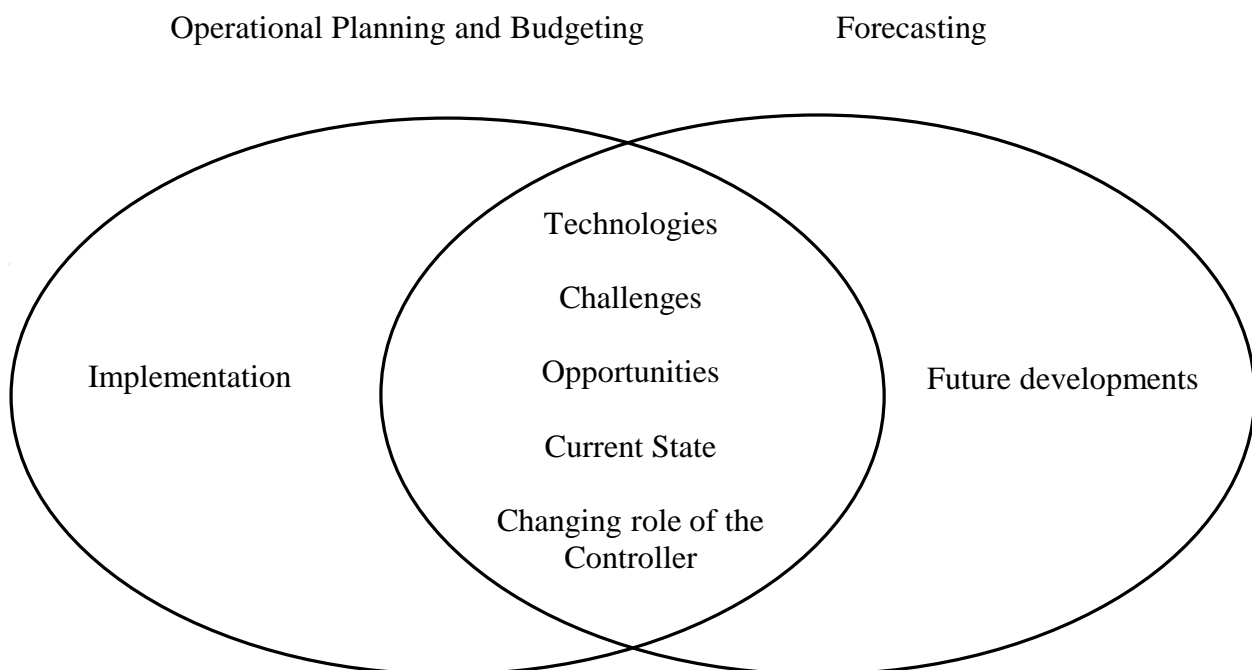 Operational Planning and Budgeting
Forecasting
Technologies
Challenges
Implementation
Opportunities
Future developments
Current State
Changing role of the
Controller